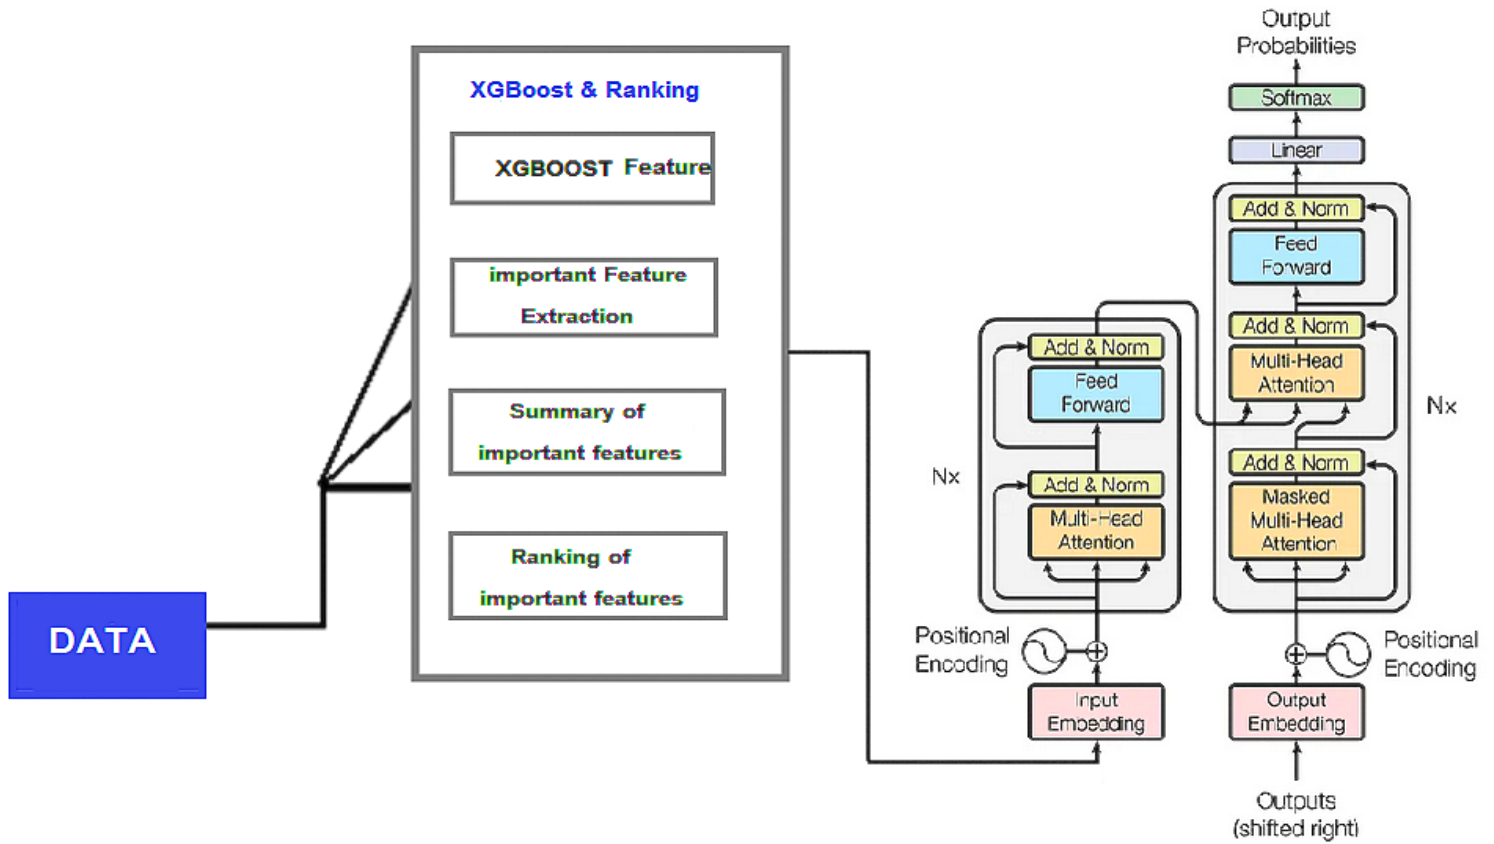 DATA
XGBoost & Ranking
XGBOOST Feature
important Feature
Extraction
Summary of
important features
Ranking of
important features
Nx
Add & Norm
Feed
Forward
Add & Norm
Multi-Head
Attention
Positional
Encoding
Input
Embedding
Output
Probabilities
Softmax
Linear
Add & Norm
Feed
Forward
Add & Norm
Multi-Head
Attention
Nx
Add & Norm
Masked
Multi-Head
Attention
Positional
Encoding
Output
Embedding
Outputs
(shifted right)